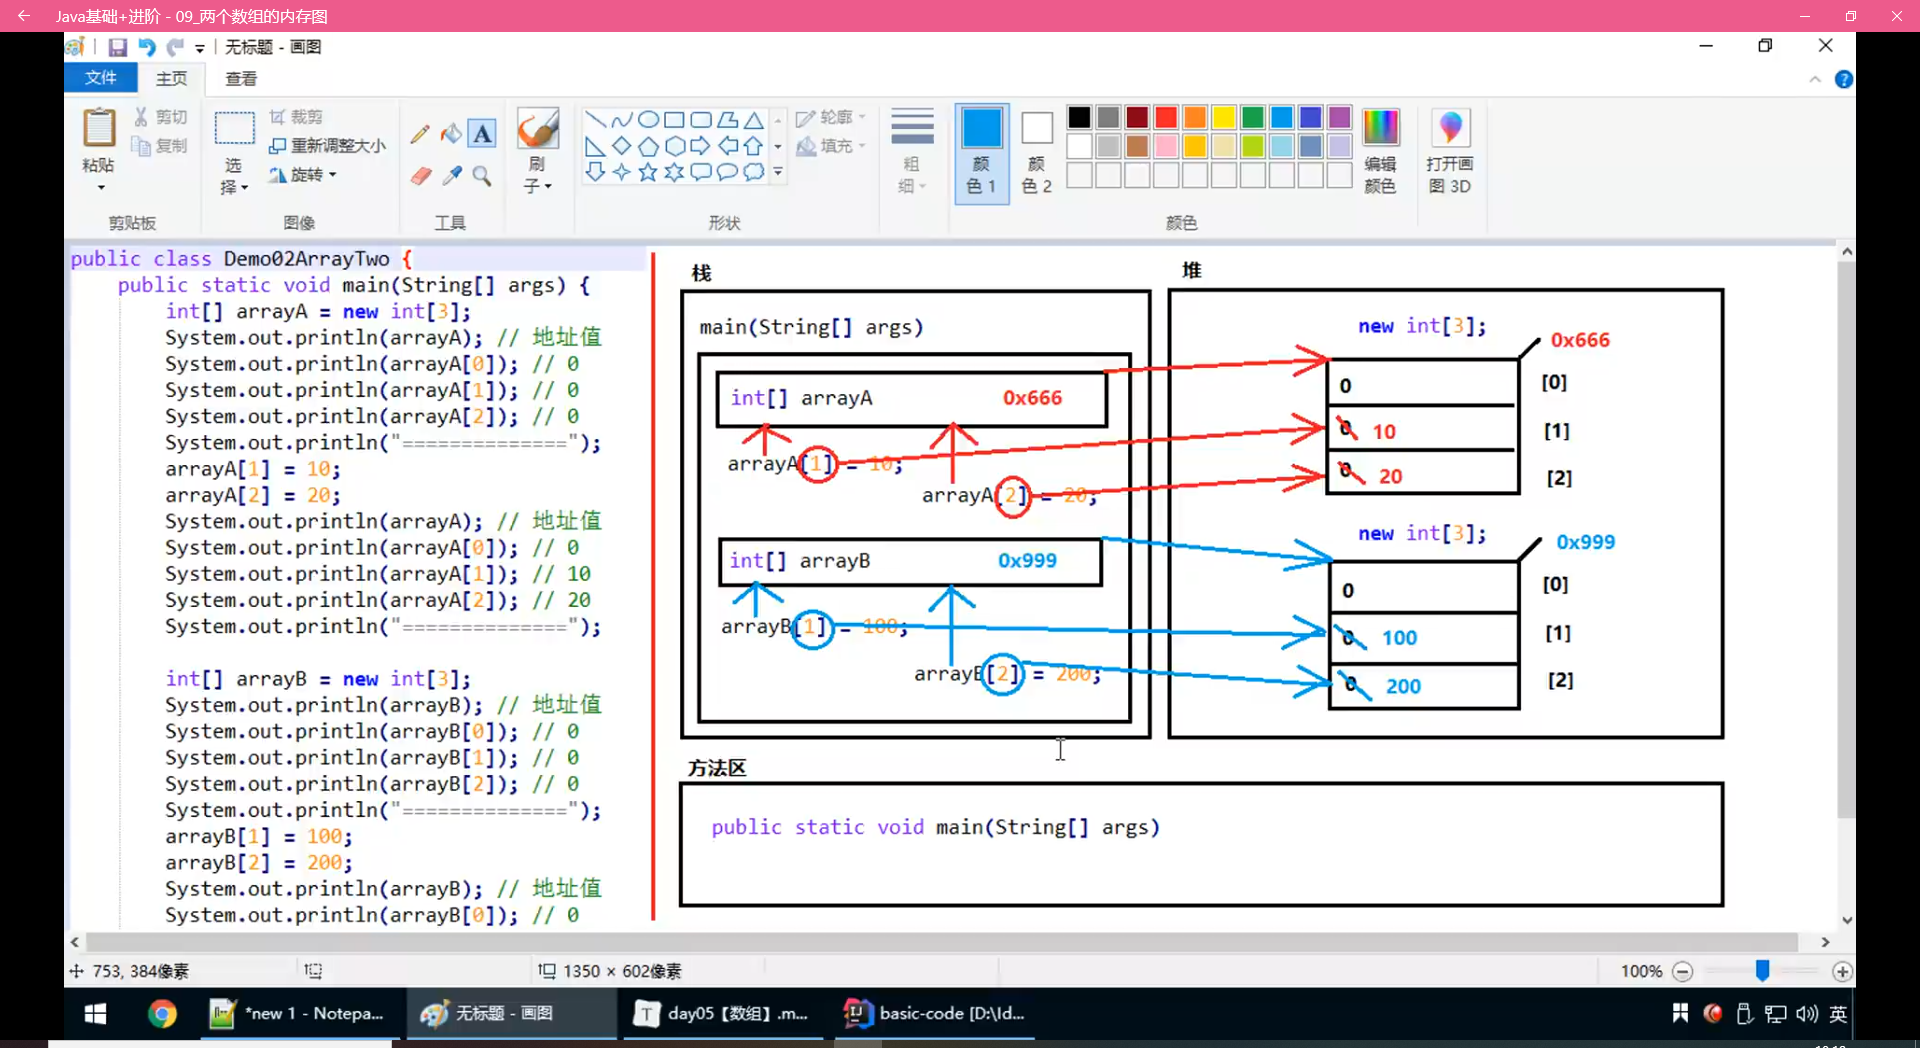 Java基础+进阶 - 09_两个数组的内存图
无标题 - 画图
文件 主页 查看
粘贴
剪切
复制
剪贴板
选择
裁剪
重新调整大小
旋转
图像
A
工具
刷子
形状
轮廓
填充
粗细
颜色 1
颜色 2
颜色
编辑颜色
打开画图 3D
public class Demo02ArrayTwo {
public static void main(String[] args) {
int[] arrayA = new int[3];
System.out.println(arrayA); // 地址值
System.out.println(arrayA[0]); // 0
System.out.println(arrayA[1]); // 0
System.out.println(arrayA[2]); // 0
System.out.println("==============");
arrayA[1] = 10;
arrayA[2] = 20;
System.out.println(arrayA); // 地址值
System.out.println(arrayA[0]); // 0
System.out.println(arrayA[1]); // 10
System.out.println(arrayA[2]); // 20
System.out.println("==============");
int[] arrayB = new int[3];
System.out.println(arrayB); // 地址值
System.out.println(arrayB[0]); // 0
System.out.println(arrayB[1]); // 0
System.out.println(arrayB[2]); // 0
System.out.println("==============");
arrayB[1] = 100;
arrayB[2] = 200;
System.out.println(arrayB); // 地址值
System.out.println(arrayB[0]); // 0
栈
main(String[] args)
int[] arrayA 0x666
arrayA[1] = 10;
arrayA[2] = 20;
int[] arrayB 0x999
arrayB[1] = 100;
arrayB[2] = 200;
堆
new int[3];
0x666
0 [0]
0 10 [1]
0 20 [2]
new int[3];
0x999
0 [0]
0 100 [1]
0 200 [2]
方法区
public static void main(String[] args)
753, 384像素
1350 × 602像素
100%
*new 1 - Notepa...
无标题 - 画图
day05【数组】.m...
basic-code [D:\Id...
英